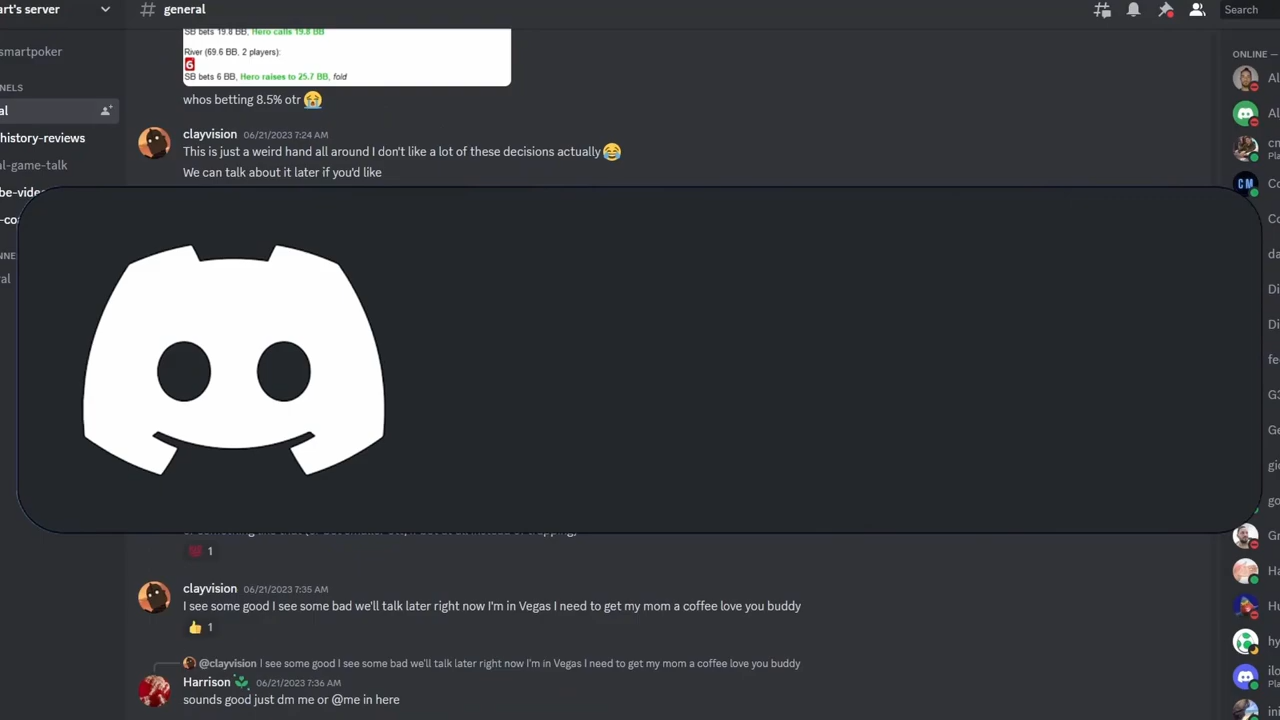 art's server
general
Search
smartpoker
SB bets 19.8 BB, Hero calls 19.8 BB
River (69.6 BB, 2 players):
6
SB bets 6 BB, Hero raises to 25.7 BB, fold
whos betting 8.5% otr
ONLINE —
NELS
al
history-reviews
al-game-talk
clayvision 06/21/2023 7:24 AM
This is just a weird hand all around I don't like a lot of these decisions actually
We can talk about it later if you'd like
CM
1
clayvision 06/21/2023 7:35 AM
I see some good I see some bad we'll talk later right now I'm in Vegas I need to get my mom a coffee love you buddy
1
@clayvision I see some good I see some bad we'll talk later right now I'm in Vegas I need to get my mom a coffee love you buddy
Harrison 06/21/2023 7:36 AM
sounds good just dm me or @me in here